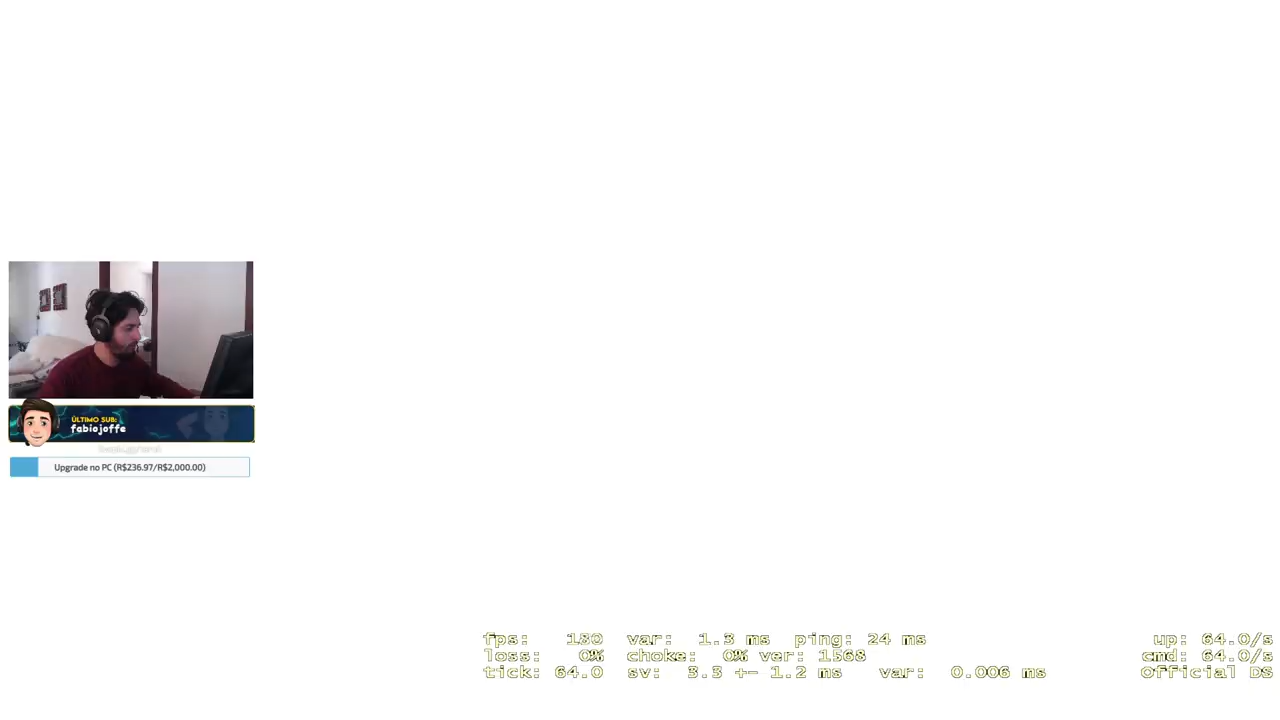 ÚLTIMO SUB:
fabiojoffe
Upgrade no PC (R$236.97/R$2,000.00)
fps: 180 var: 1.3 ms ping: 24 ms up: 64.0/s
loss: 0% choke: 0% ver: 1568 cmd: 64.0/s
tick: 64.0 sv: 3.3 +- 1.2 ms var: 0.006 ms Official DS